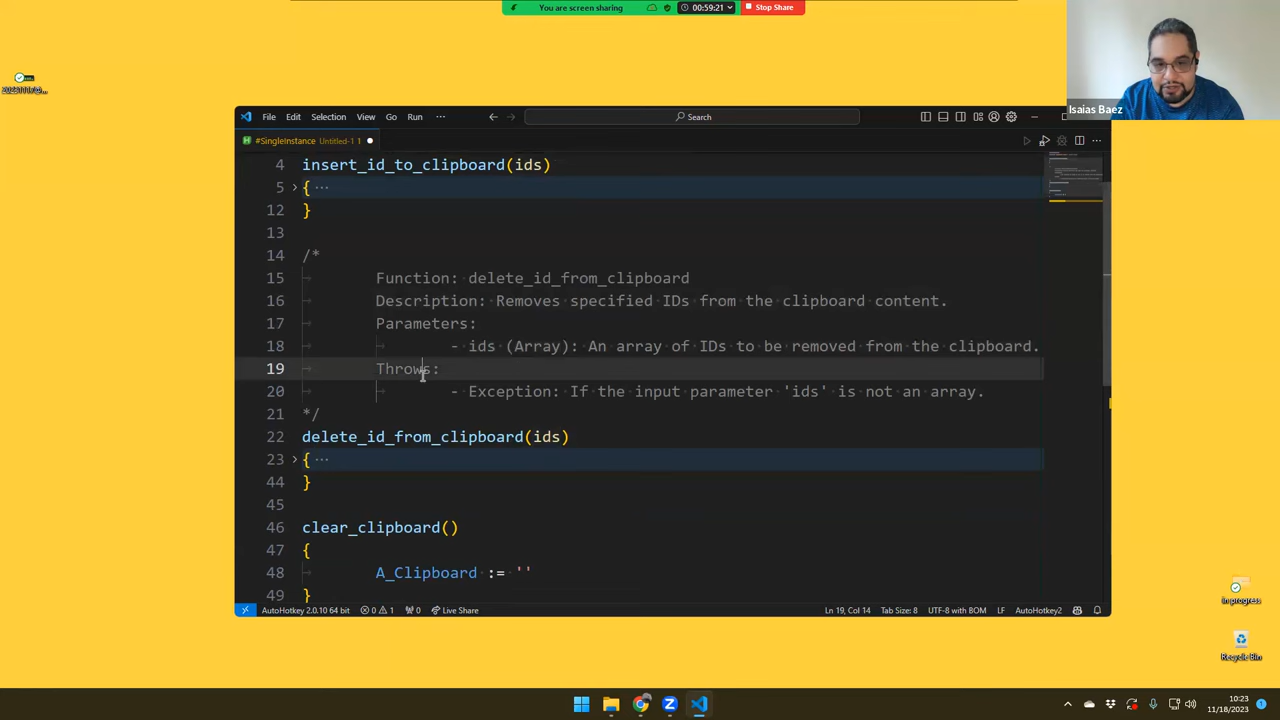 You are screen sharing
00:59:21
Stop Share
Isaias Baez
File Edit Selection View Go Run ···
Search
#SingleInstance Untitled-1 1
4 insert_id_to_clipboard(ids)
5 { ···
12 }
13
14 /*
15 Function: delete_id_from_clipboard
16 Description: Removes specified IDs from the clipboard content.
17 Parameters:
18 - ids (Array): An array of IDs to be removed from the clipboard.
19 Throws:
20 - Exception: If the input parameter 'ids' is not an array.
21 */
22 delete_id_from_clipboard(ids)
23 { ···
44 }
45
46 clear_clipboard()
47 {
48 A_Clipboard := ''
49 }
AutoHotkey 2.0.10 64 bit 0 1 0 Live Share Ln 19, Col 14 Tab Size: 8 UTF-8 with BOM LF AutoHotkey2
In progress
Recycle Bin
10:23
11/18/2023